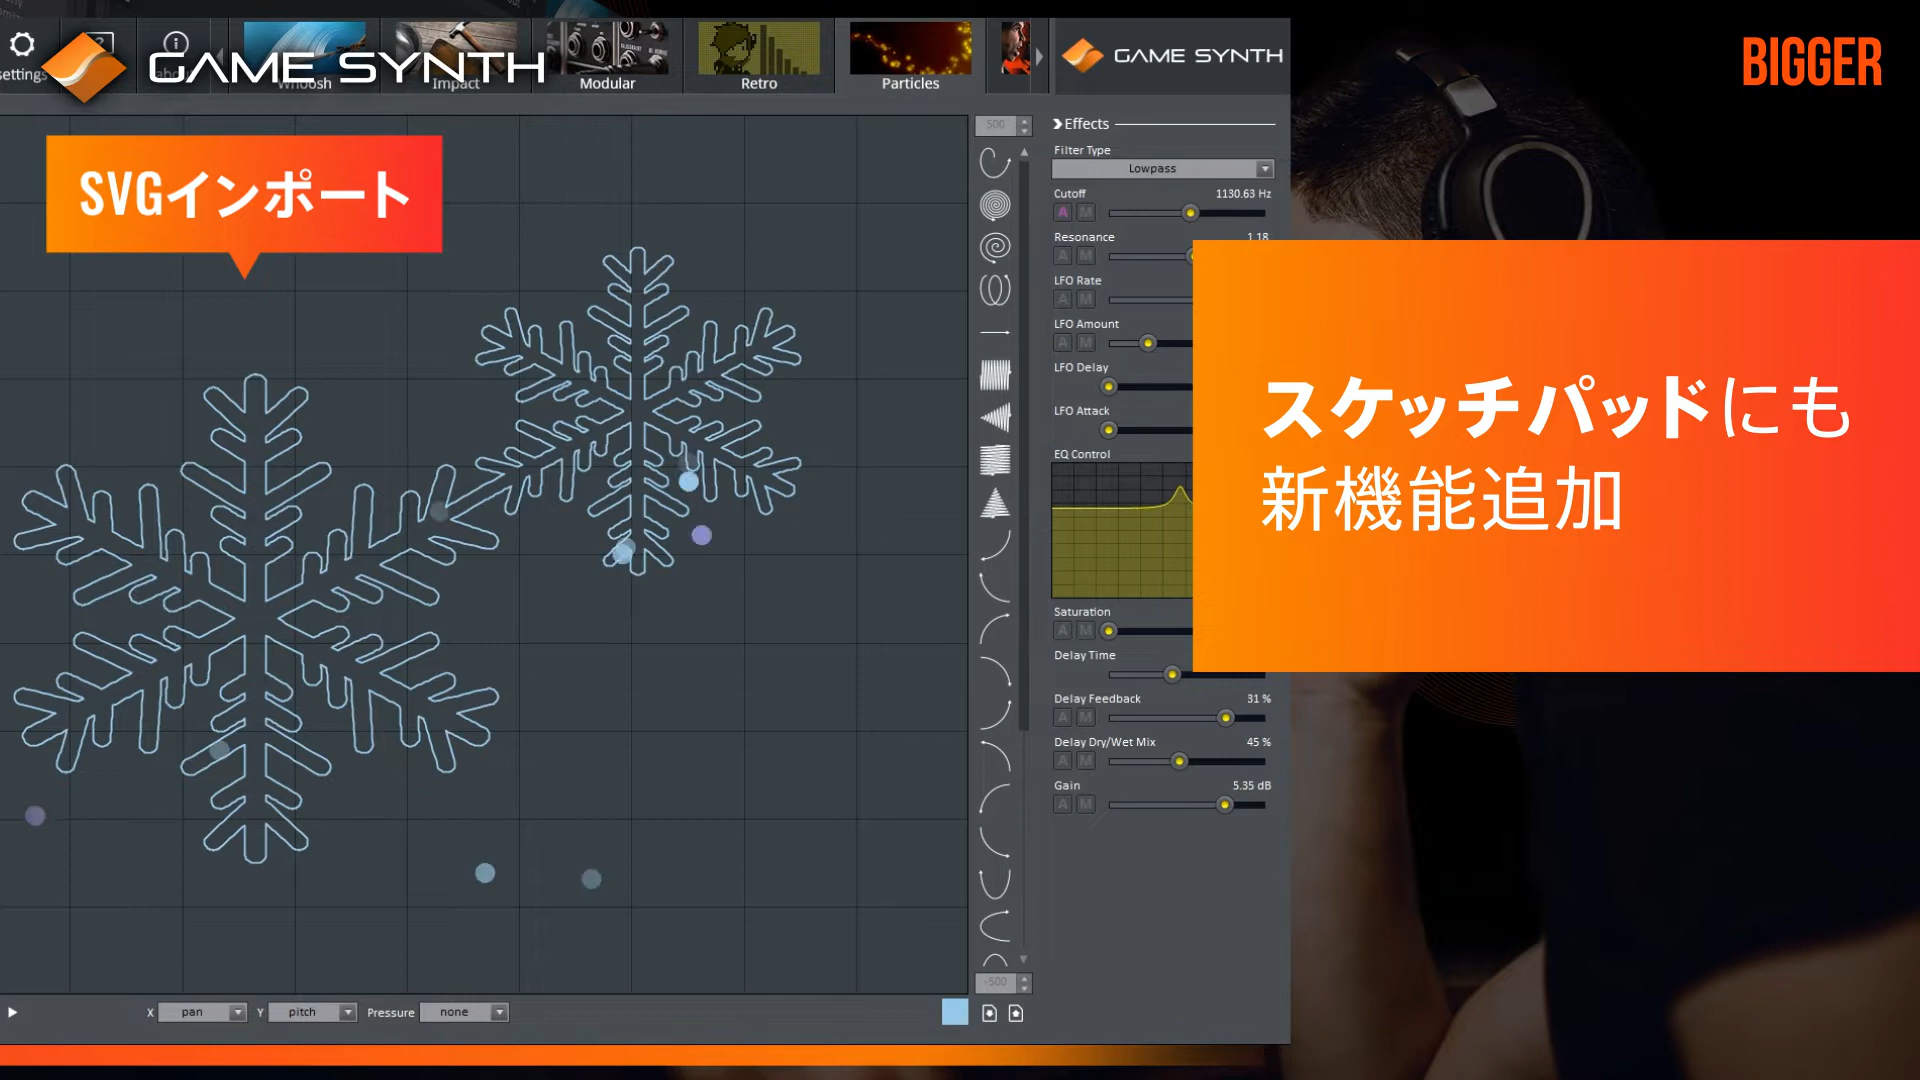 settings
GAME SYNTH
Whoosh
Impact
Modular
Retro
Particles
GAME SYNTH
BIGGER
SVGインポート
500
Effects
Filter Type
Lowpass
Cutoff 1130.63 Hz
A M
Resonance 1.18
A M
LFO Rate
A M
LFO Amount
A M
LFO Delay
LFO Attack
EQ Control
スケッチパッドにも
新機能追加
Saturation
A M
Delay Time
Delay Feedback 31 %
A M
Delay Dry/Wet Mix 45 %
A M
Gain 5.35 dB
A M
-500
X pan Y pitch Pressure none